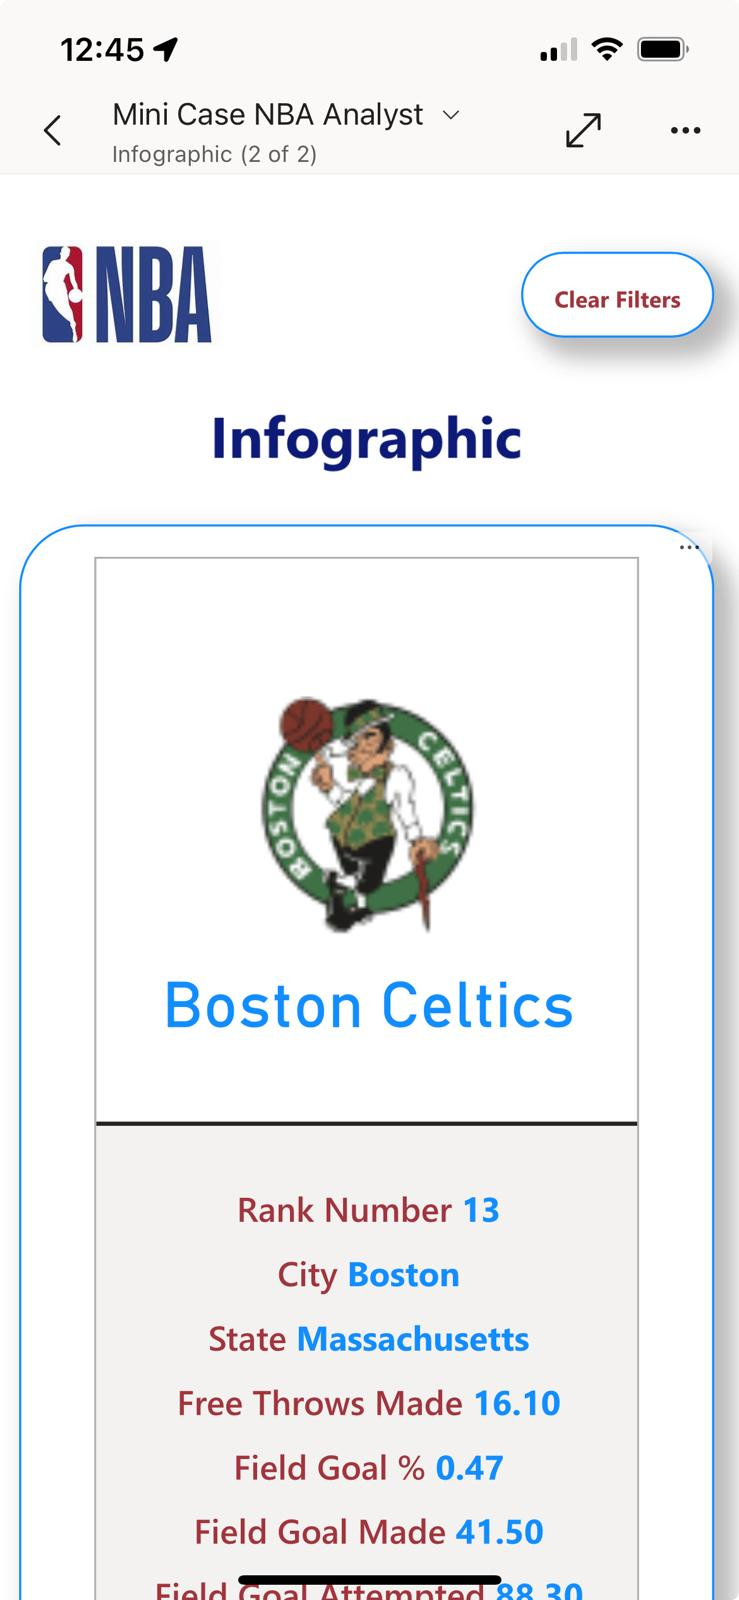 12:45
Mini Case NBA Analyst
Infographic (2 of 2)
NBA
Clear Filters
Infographic
BOSTON CELTICS
Boston Celtics
Rank Number 13
City Boston
State Massachusetts
Free Throws Made 16.10
Field Goal % 0.47
Field Goal Made 41.50
Field Goal Attempted 88.30